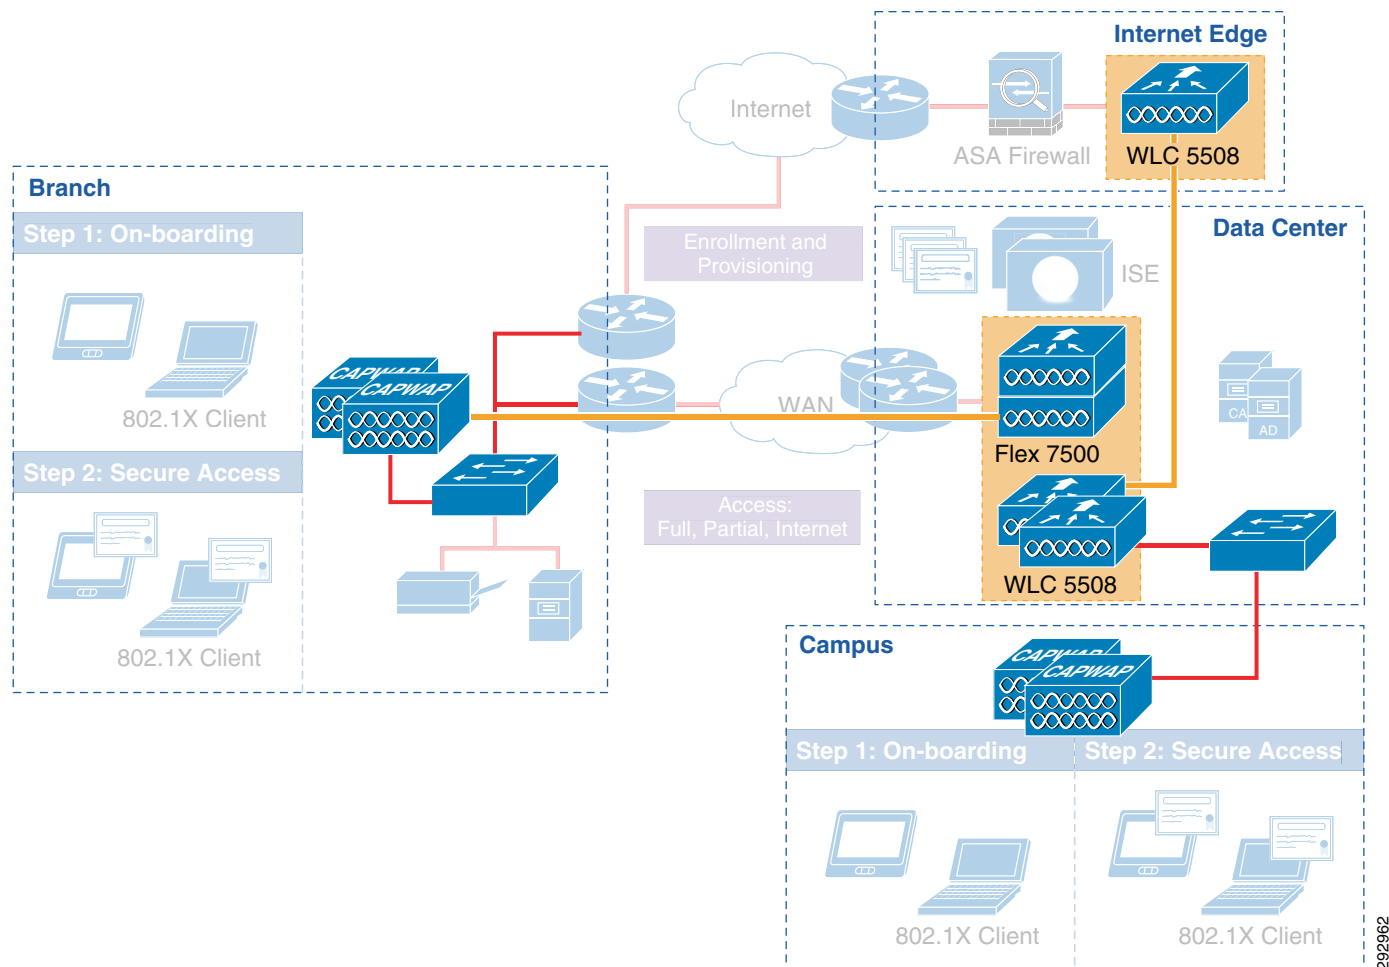 Internet Edge
Internet
ASA Firewall
WLC 5508
Branch
Step 1: On-boarding
802.1X Client
Step 2: Secure Access
802.1X Client
CAPWAP
CAPWAP
Enrollment and
Provisioning
WAN
Access:
Full, Partial, Internet
Data Center
ISE
Flex 7500
CA
AD
WLC 5508
Campus
CAPWAP
CAPWAP
Step 1: On-boarding
Step 2: Secure Access
802.1X Client
802.1X Client
292962